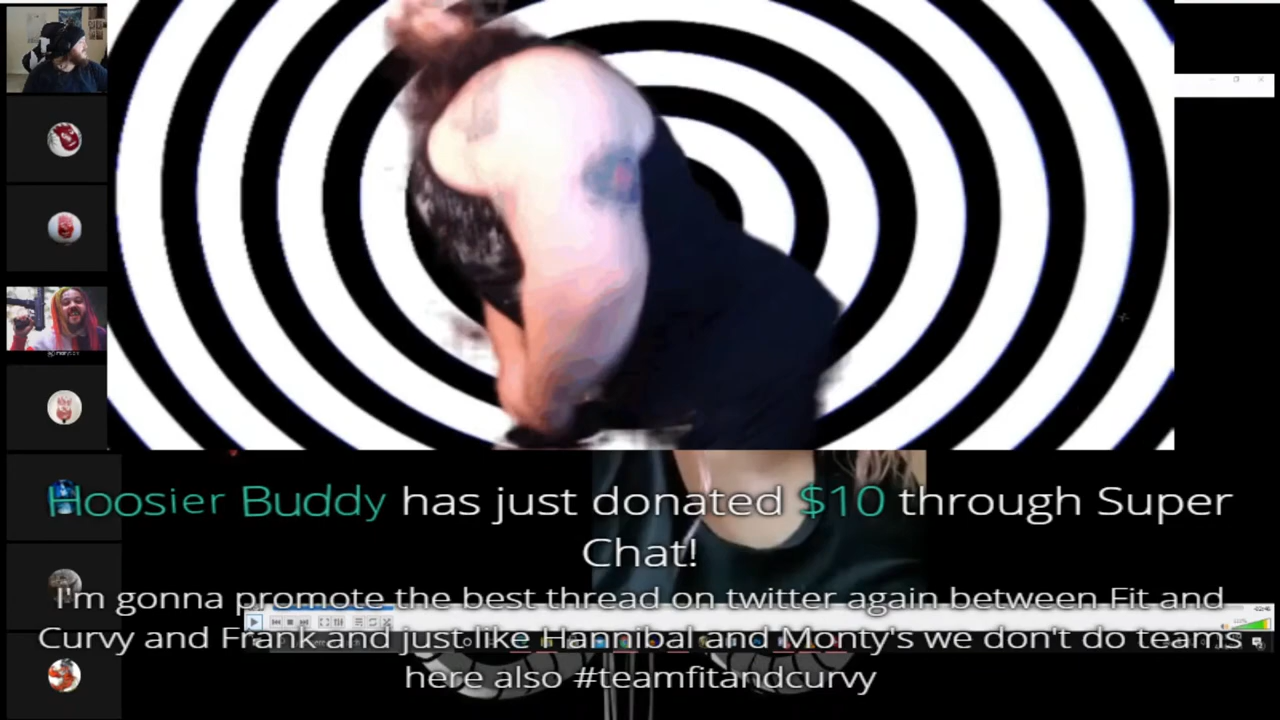 Hoosier Buddy has just donated $10 through Super
Chat!
I'm gonna promote the best thread on twitter again between Fit and
Curvy and Frank and just like Hannibal and Monty's we don't do teams
here also #teamfitandcurvy